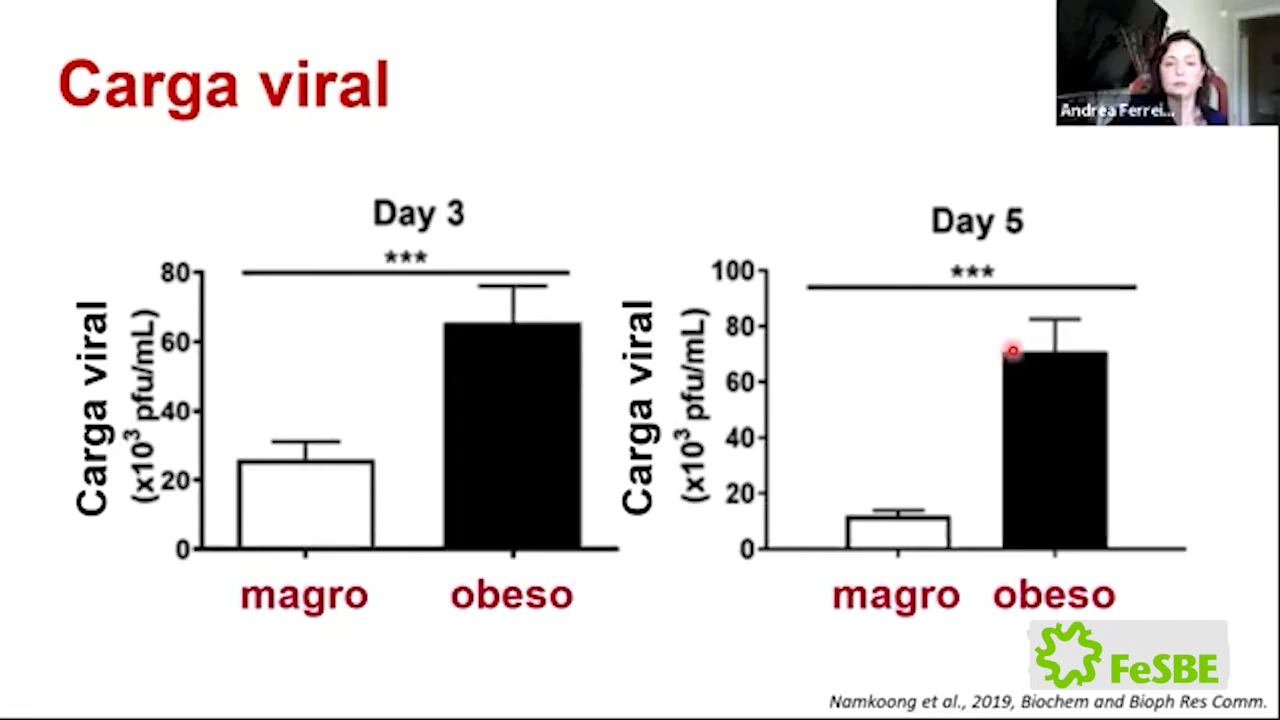 Carga viral
Andrea Ferrei...
Day 3
***
Carga viral
(x10³ pfu/mL)
80
60
40
20
0
magro
obeso
Day 5
***
Carga viral
(x10³ pfu/mL)
100
80
60
40
20
0
magro
obeso
FeSBE
Namkoong et al., 2019, Biochem and Bioph Res Comm.